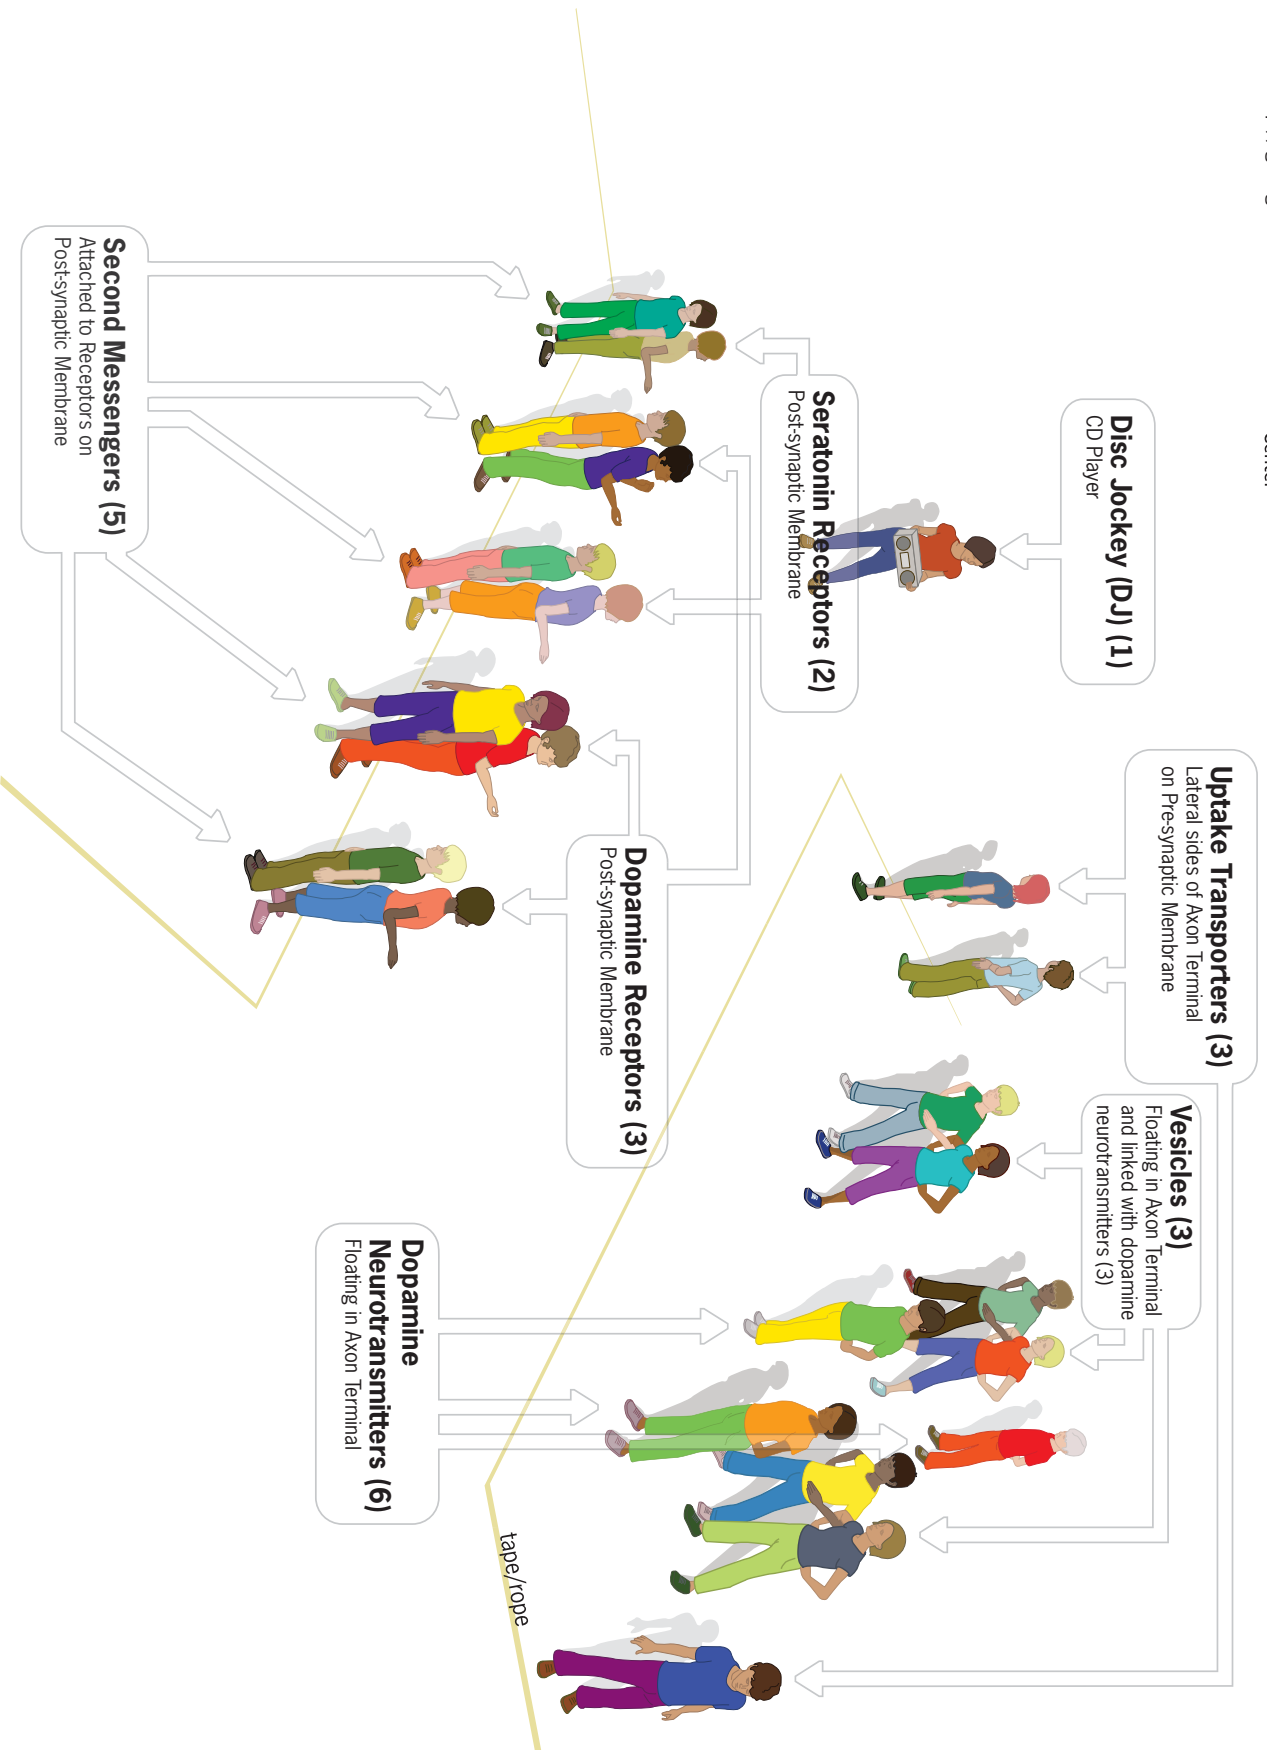 Disc Jockey (DJ) (1)
CD Player
Uptake Transporters (3)
Lateral sides of Axon Terminal
on Pre-synaptic Membrane
Vesicles (3)
Floating in Axon Terminal
and linked with dopamine
neurotransmitters (3)
Seratonin Receptors (2)
Post-synaptic Membrane
Dopamine Receptors (3)
Post-synaptic Membrane
Dopamine
Neurotransmitters (6)
Floating in Axon Terminal
tape/rope
Second Messengers (5)
Attached to Receptors on
Post-synaptic Membrane